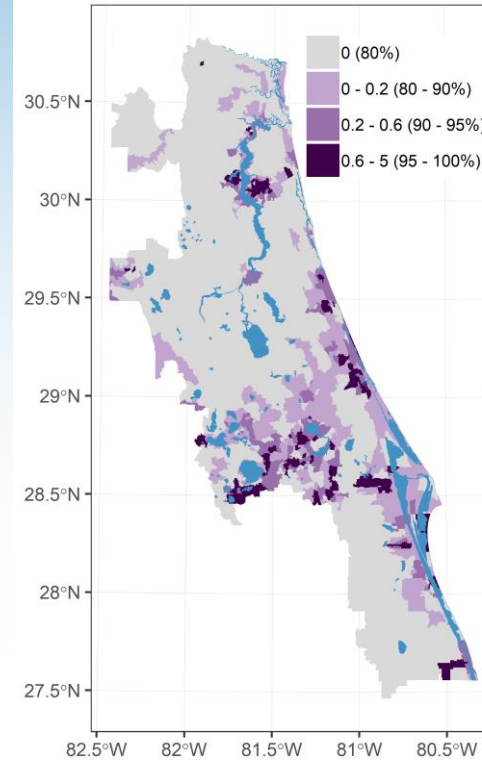 0 (80%)
0 - 0.2 (80 - 90%)
0.2 - 0.6 (90 - 95%)
0.6 - 5 (95 - 100%)
30.5°N
30°N
29.5°N
29°N
28.5°N
28°N
27.5°N
82.5°W 82°W 81.5°W 81°W 80.5°W